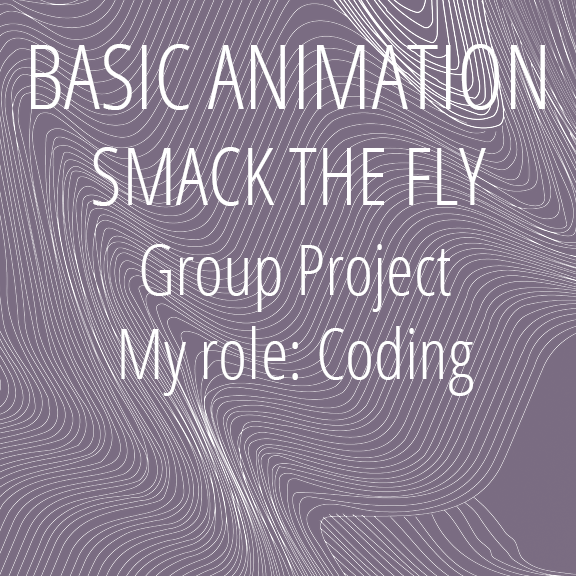 BASIC ANIMATION
SMACK THE FLY
Group Project
My role: Coding